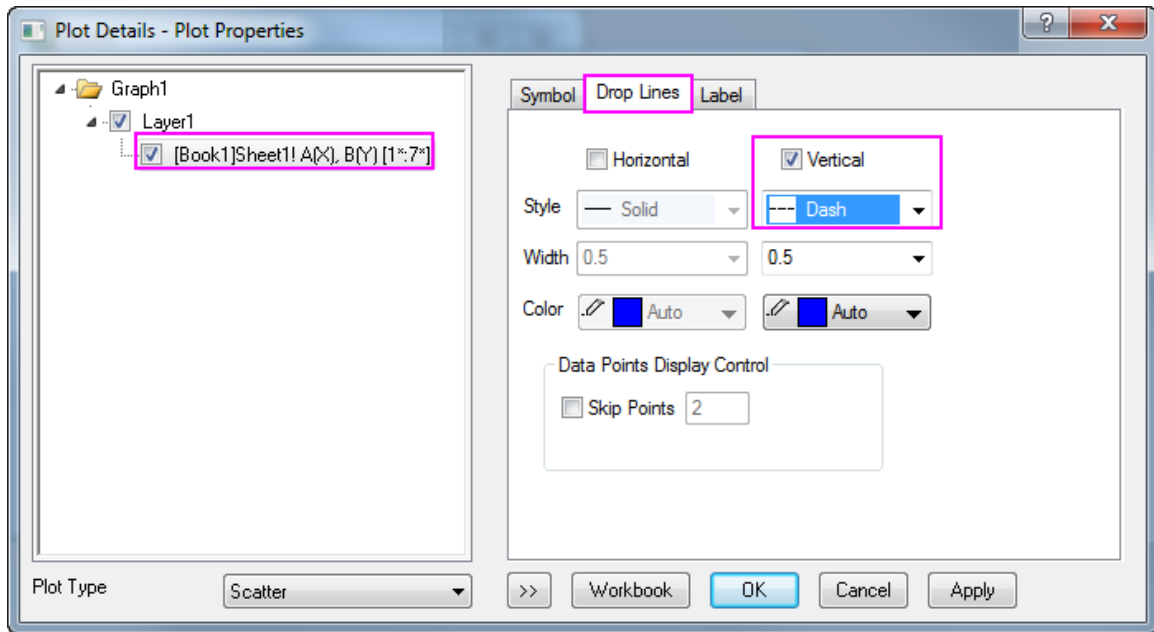 Plot Details - Plot Properties
?
X
Graph1
Layer1
[Book1]Sheet1! A(X), B(Y) [1*:7*]
Symbol Drop Lines Label
Horizontal Vertical
Style Solid Dash
Width 0.5 0.5
Color Auto Auto
Data Points Display Control
Skip Points 2
Plot Type Scatter >> Workbook OK Cancel Apply